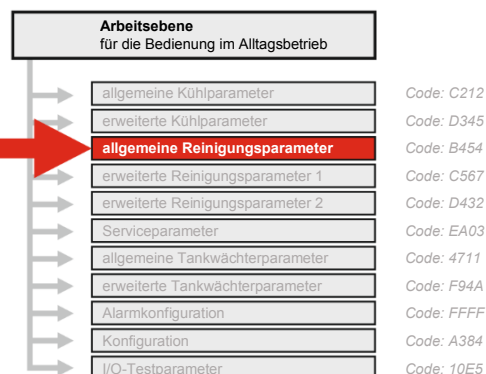 Arbeitsebene
für die Bedienung im Alltagsbetrieb
allgemeine Kühlparameter Code: C212
erweiterte Kühlparameter Code: D345
allgemeine Reinigungsparameter Code: B454
erweiterte Reinigungsparameter 1 Code: C567
erweiterte Reinigungsparameter 2 Code: D432
Serviceparameter Code: EA03
allgemeine Tankwächterparameter Code: 4711
erweiterte Tankwächterparameter Code: F94A
Alarmkonfiguration Code: FFFF
Konfiguration Code: A384
I/O-Testparameter Code: 10E5